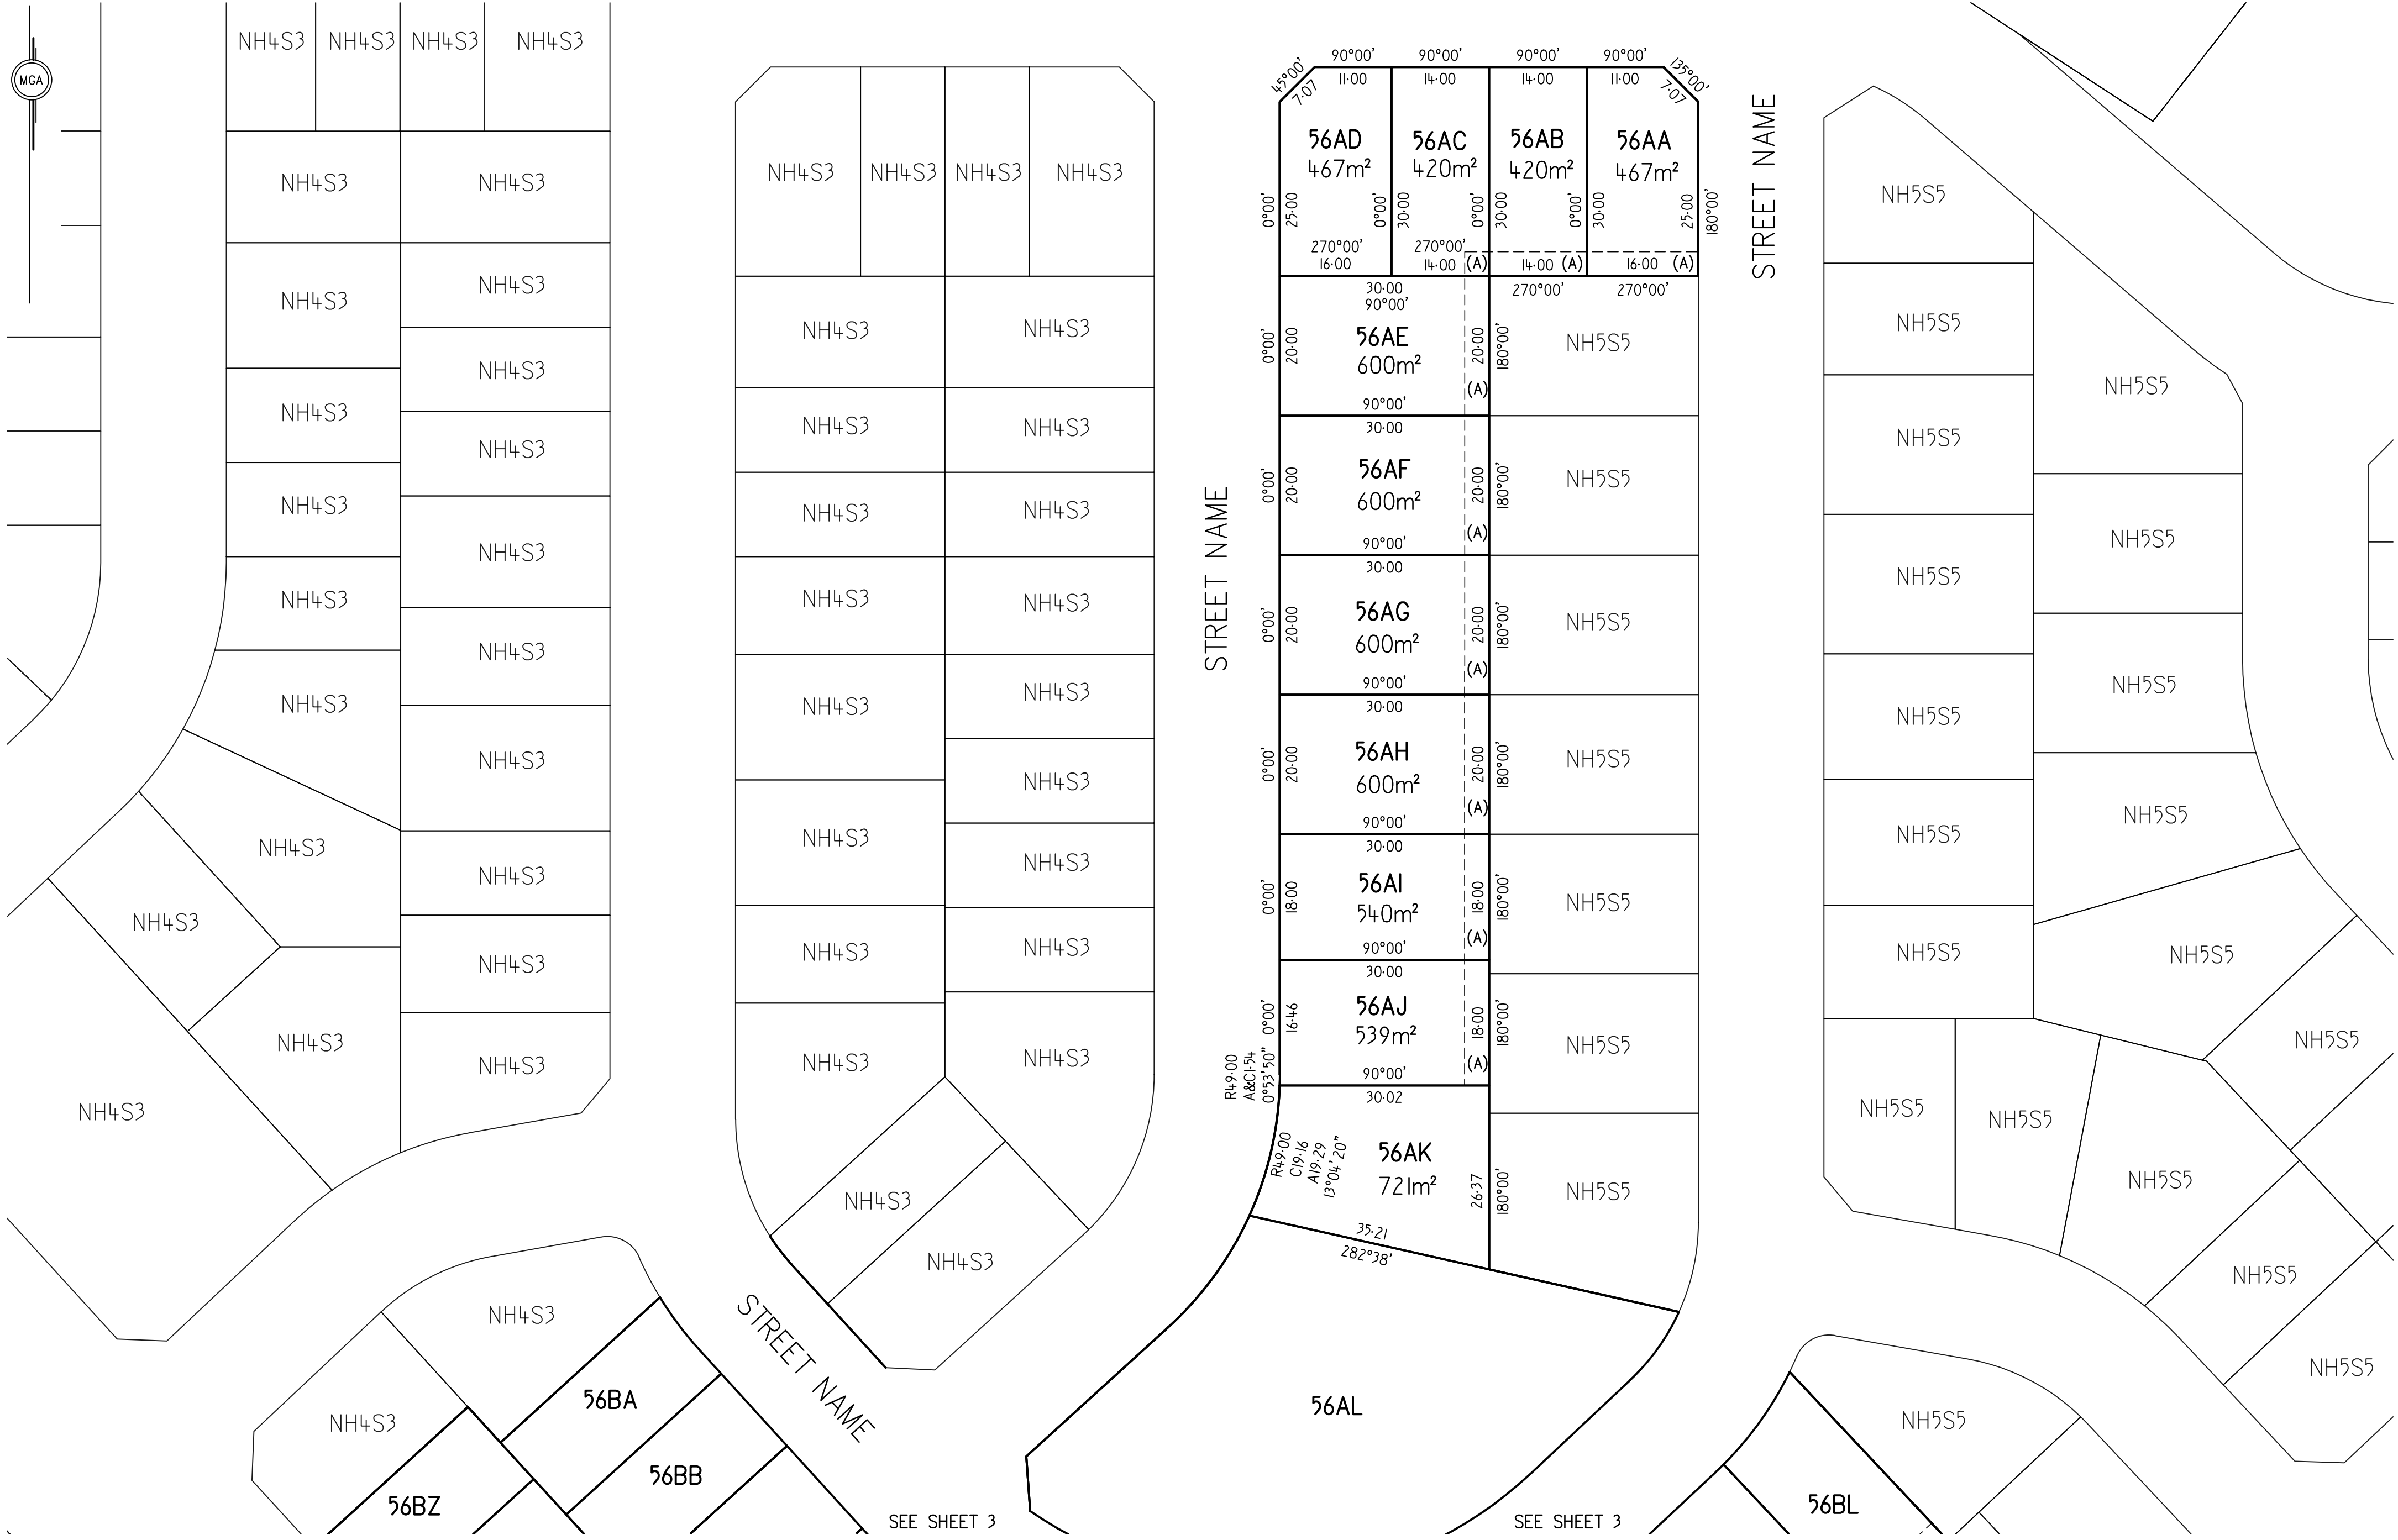 MGA
NH4S3 NH4S3 NH4S3 NH4S3
NH4S3 NH4S3
NH4S3 NH4S3
NH4S3
NH4S3 NH4S3
NH4S3 NH4S3
NH4S3 NH4S3
NH4S3 NH4S3
NH4S3 NH4S3
NH4S3 NH4S3
NH4S3 NH4S3
NH4S3 NH4S3
NH4S3
NH4S3 NH4S3 NH4S3 NH4S3
NH4S3 NH4S3
NH4S3 NH4S3
NH4S3 NH4S3
NH4S3 NH4S3
NH4S3 NH4S3
NH4S3
NH4S3 NH4S3
NH4S3 NH4S3
NH4S3 NH4S3
NH4S3
NH4S3
45°00' 90°00' 90°00' 90°00' 90°00' 135°00'
7·07 11·00 14·00 14·00 11·00 7·07
56AD 56AC 56AB 56AA
467m² 420m² 420m² 467m²
0°00' 25·00 0°00' 30·00 0°00' 30·00 0°00' 30·00 25·00 180°00'
270°00' 270°00'
16·00 14·00 (A) 14·00 (A) 16·00 (A)
270°00' 270°00'
30·00
90°00'
56AE
600m²
0°00' 20·00 20·00 180°00'
(A)
90°00'
30·00
56AF
600m²
0°00' 20·00 20·00 180°00'
(A)
90°00'
30·00
56AG
600m²
0°00' 20·00 20·00 180°00'
(A)
90°00'
30·00
56AH
600m²
0°00' 20·00 20·00 180°00'
(A)
90°00'
30·00
56AI
540m²
0°00' 18·00 18·00 180°00'
(A)
90°00'
30·00
56AJ
539m²
0°00' 16·46 18·00 180°00'
(A)
R49·00
A&C1·54
0°53'50"
90°00'
30·02
R49·00
C19·16
A19·29
13°04'20"
56AK
721m²
26·37 180°00'
35·21
282°38'
56AL
STREET NAME
STREET NAME
STREET NAME
NH5S5
NH5S5
NH5S5
NH5S5
NH5S5
NH5S5
NH5S5
NH5S5
NH5S5 NH5S5
NH5S5 NH5S5
NH5S5 NH5S5
NH5S5 NH5S5
NH5S5 NH5S5
NH5S5 NH5S5
NH5S5 NH5S5
NH5S5 NH5S5 NH5S5
NH5S5
NH5S5
NH5S5
NH4S3
NH4S3
56BA
56BB
56BZ
NH5S5
56BL
SEE SHEET 3
SEE SHEET 3